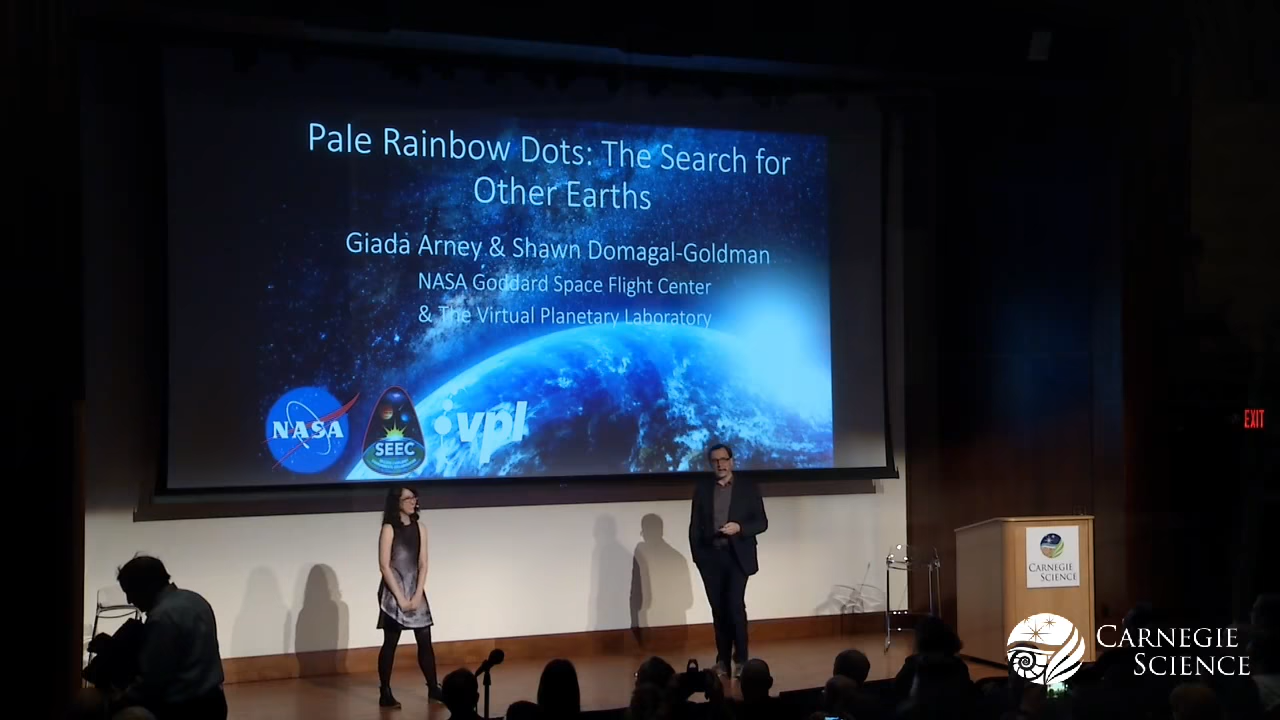 Pale Rainbow Dots: The Search for
Other Earths
Giada Arney & Shawn Domagal-Goldman
NASA Goddard Space Flight Center
& The Virtual Planetary Laboratory
NASA
SEEC
vpl
EXIT
CARNEGIE
SCIENCE
CARNEGIE
SCIENCE